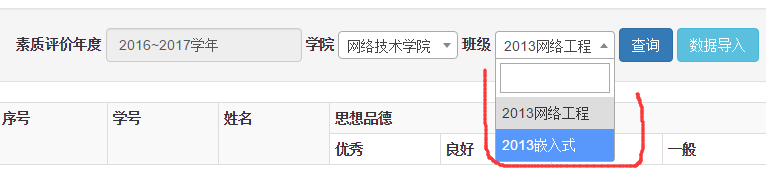 素质评价年度 2016~2017学年 学院 网络技术学院 班级 2013网络工程 查询 数据导入
2013网络工程
2013嵌入式
序号 学号 姓名 思想品德
优秀 良好 一般